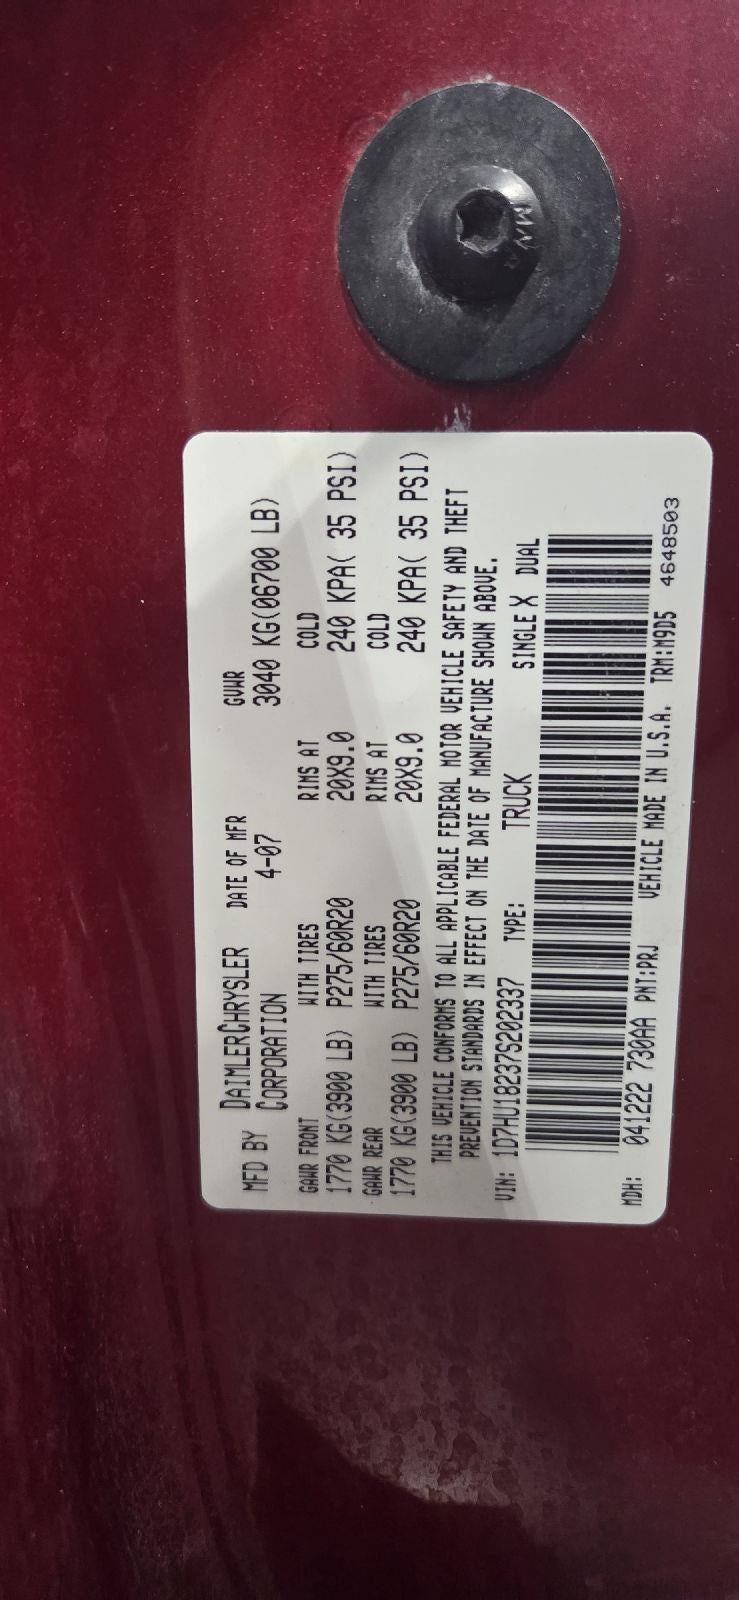 MFD BY DAIMLERCHRYSLER CORPORATION DATE OF MFR 4-07 GVWR 3040 KG(06700 LB)
GAWR FRONT WITH TIRES RIMS AT COLD
1770 KG(3900 LB) P275/60R20 20X9.0 240 KPA( 35 PSI)
GAWR REAR WITH TIRES RIMS AT COLD
1770 KG(3900 LB) P275/60R20 20X9.0 240 KPA( 35 PSI)
THIS VEHICLE CONFORMS TO ALL APPLICABLE FEDERAL MOTOR VEHICLE SAFETY AND THEFT
PREVENTION STANDARDS IN EFFECT ON THE DATE OF MANUFACTURE SHOWN ABOVE.
VIN: 1D7HU18237S202337 TYPE: TRUCK SINGLE X DUAL
MDH: 041222 730AA PNT:PRJ VEHICLE MADE IN U.S.A. TRM:M9D5
4648503